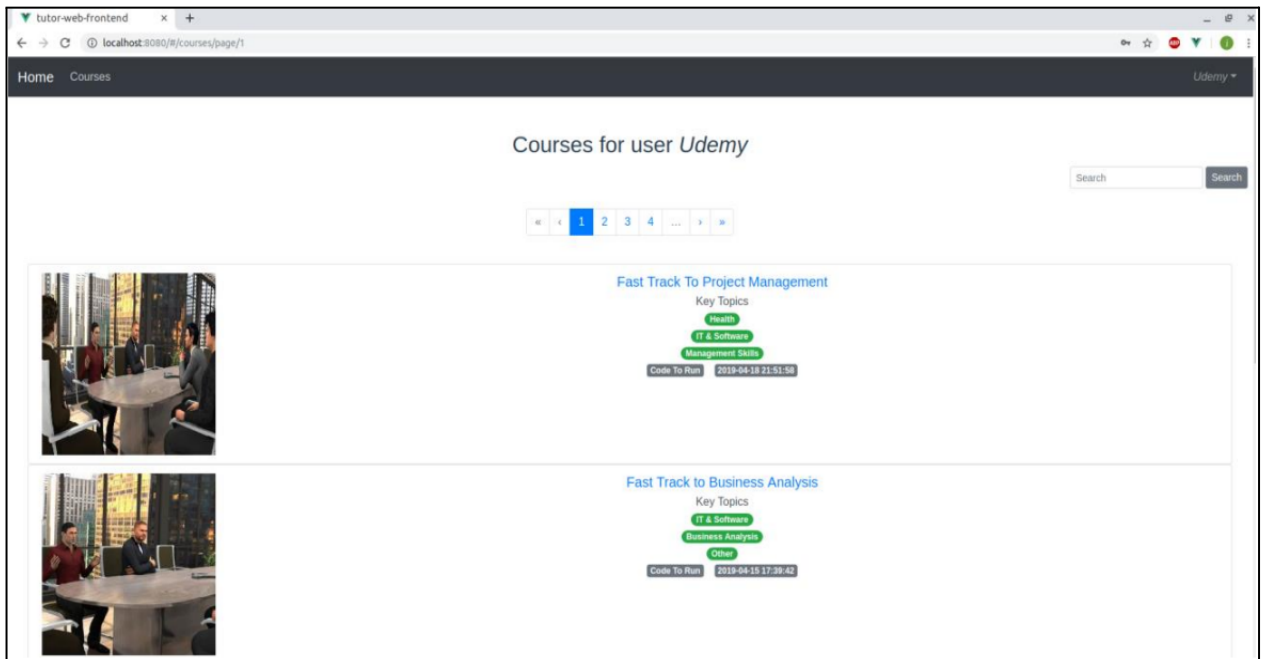 tutor-web-frontend × +
localhost:8080/#/courses/page/1
Home Courses Udemy
Courses for user Udemy
Search Search
« ‹ 1 2 3 4 ... › »
Fast Track To Project Management
Key Topics
Health
IT & Software
Management Skills
Code To Run 2019-04-18 21:51:58
Fast Track to Business Analysis
Key Topics
IT & Software
Business Analysis
Other
Code To Run 2019-04-15 17:39:42